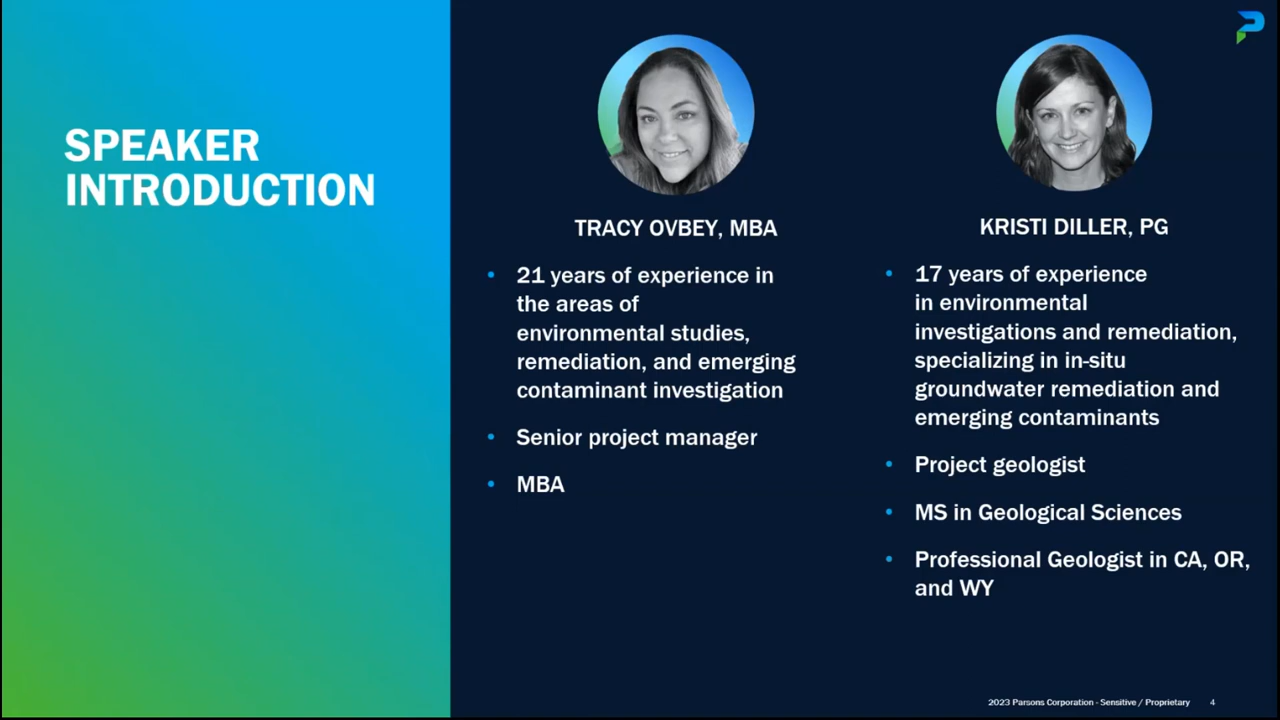 SPEAKER
INTRODUCTION
TRACY OVBEY, MBA
• 21 years of experience in
the areas of
environmental studies,
remediation, and emerging
contaminant investigation
• Senior project manager
• MBA
KRISTI DILLER, PG
• 17 years of experience
in environmental
investigations and remediation,
specializing in in-situ
groundwater remediation and
emerging contaminants
• Project geologist
• MS in Geological Sciences
• Professional Geologist in CA, OR,
and WY
2023 Parsons Corporation - Sensitive / Proprietary 4